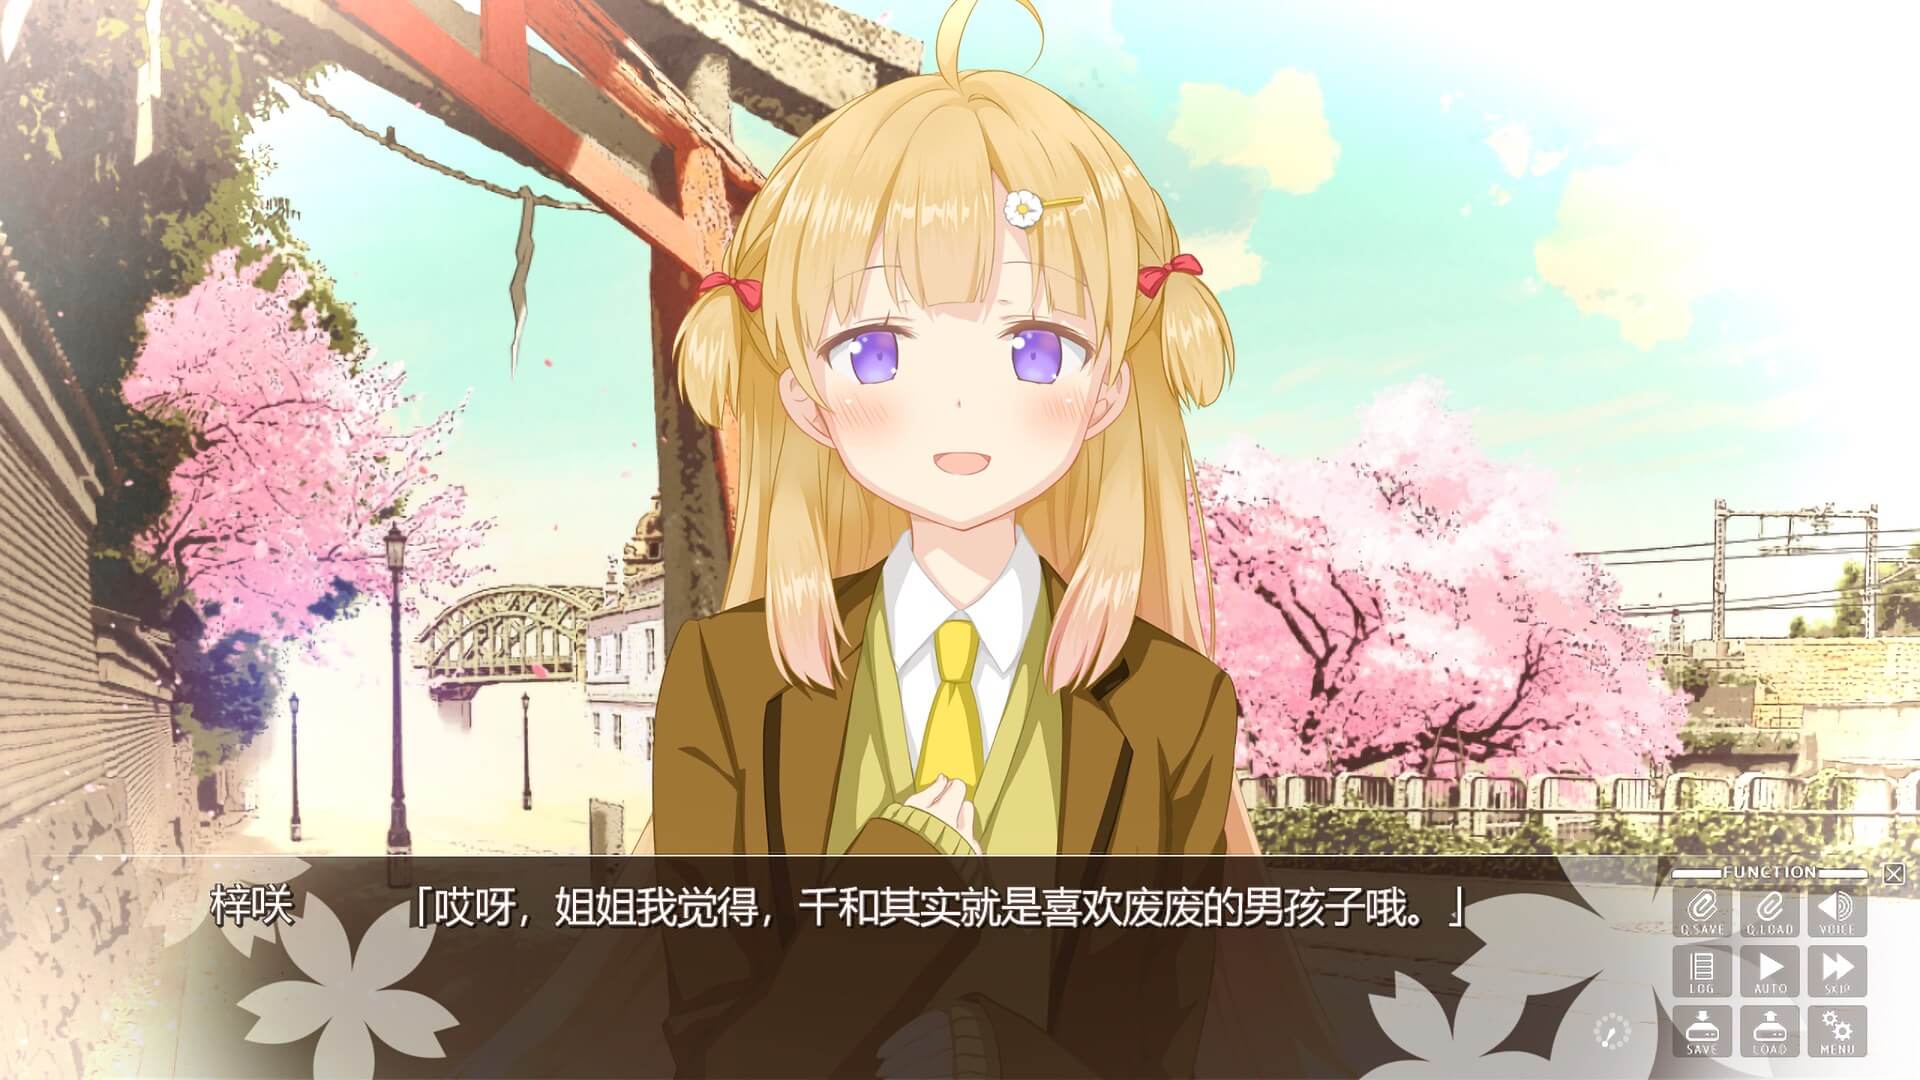 梓咲
「哎呀，姐姐我觉得，千和其实就是喜欢废废的男孩子哦。」
FUNCTION
Q.SAVE Q.LOAD VOICE
LOG AUTO SKIP
SAVE LOAD MENU